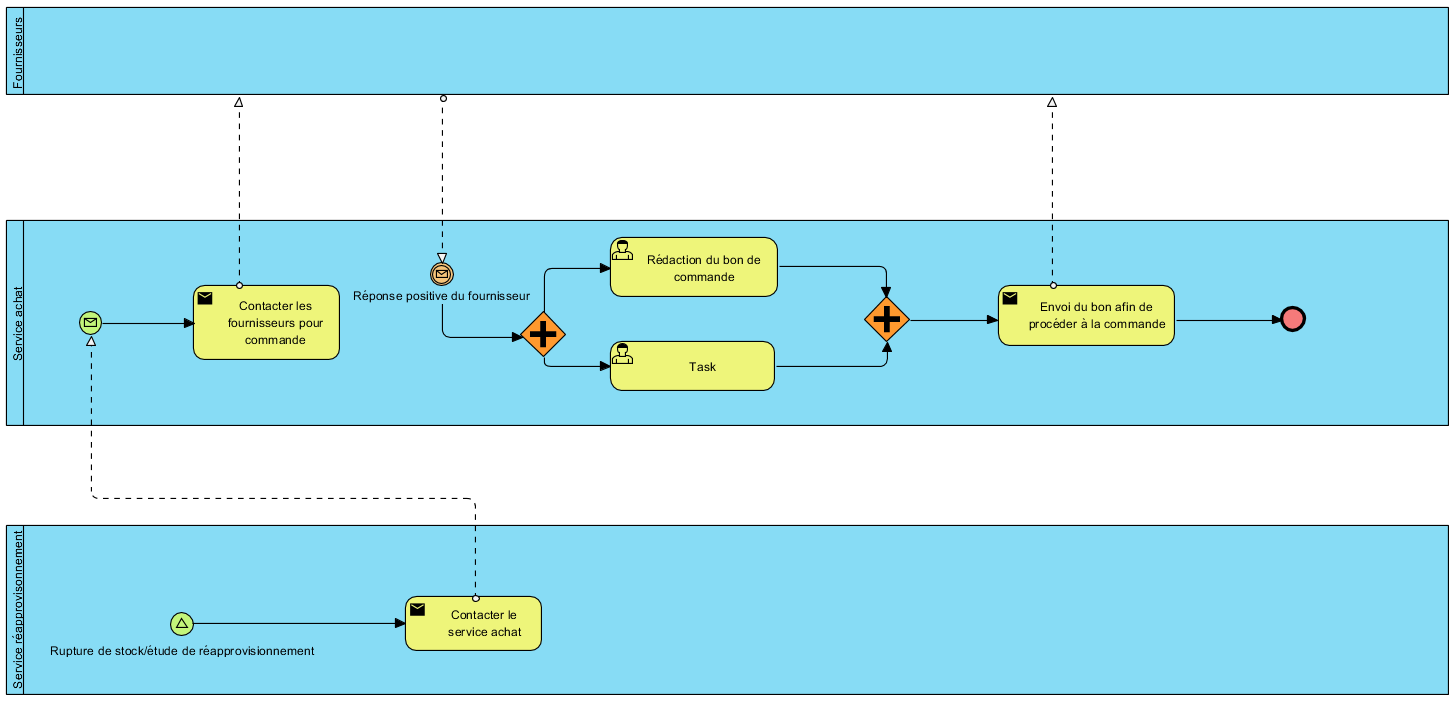 Fournisseurs
Service achat
Contacter les
fournisseurs pour
commande
Réponse positive du fournisseur
Rédaction du bon de
commande
Task
Envoi du bon afin de
procéder à la commande
Service réapprovisonnement
Rupture de stock/étude de réapprovisionnement
Contacter le
service achat